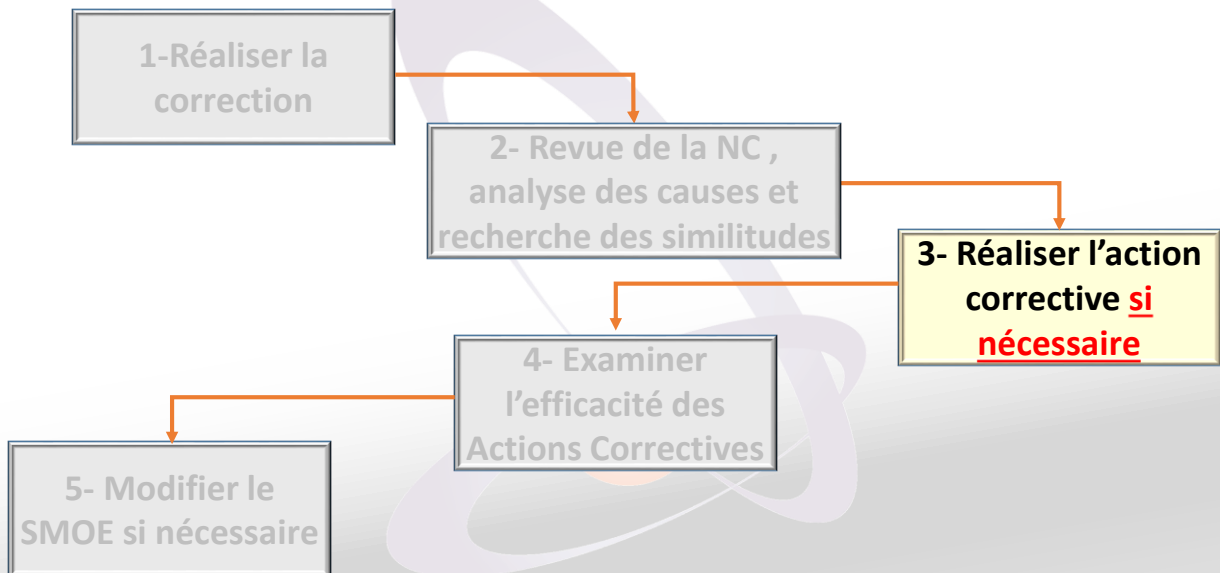 1-Réaliser la
correction
2- Revue de la NC ,
analyse des causes et
recherche des similitudes
3- Réaliser l’action
corrective si
nécessaire
4- Examiner
l’efficacité des
Actions Correctives
5- Modifier le
SMOE si nécessaire